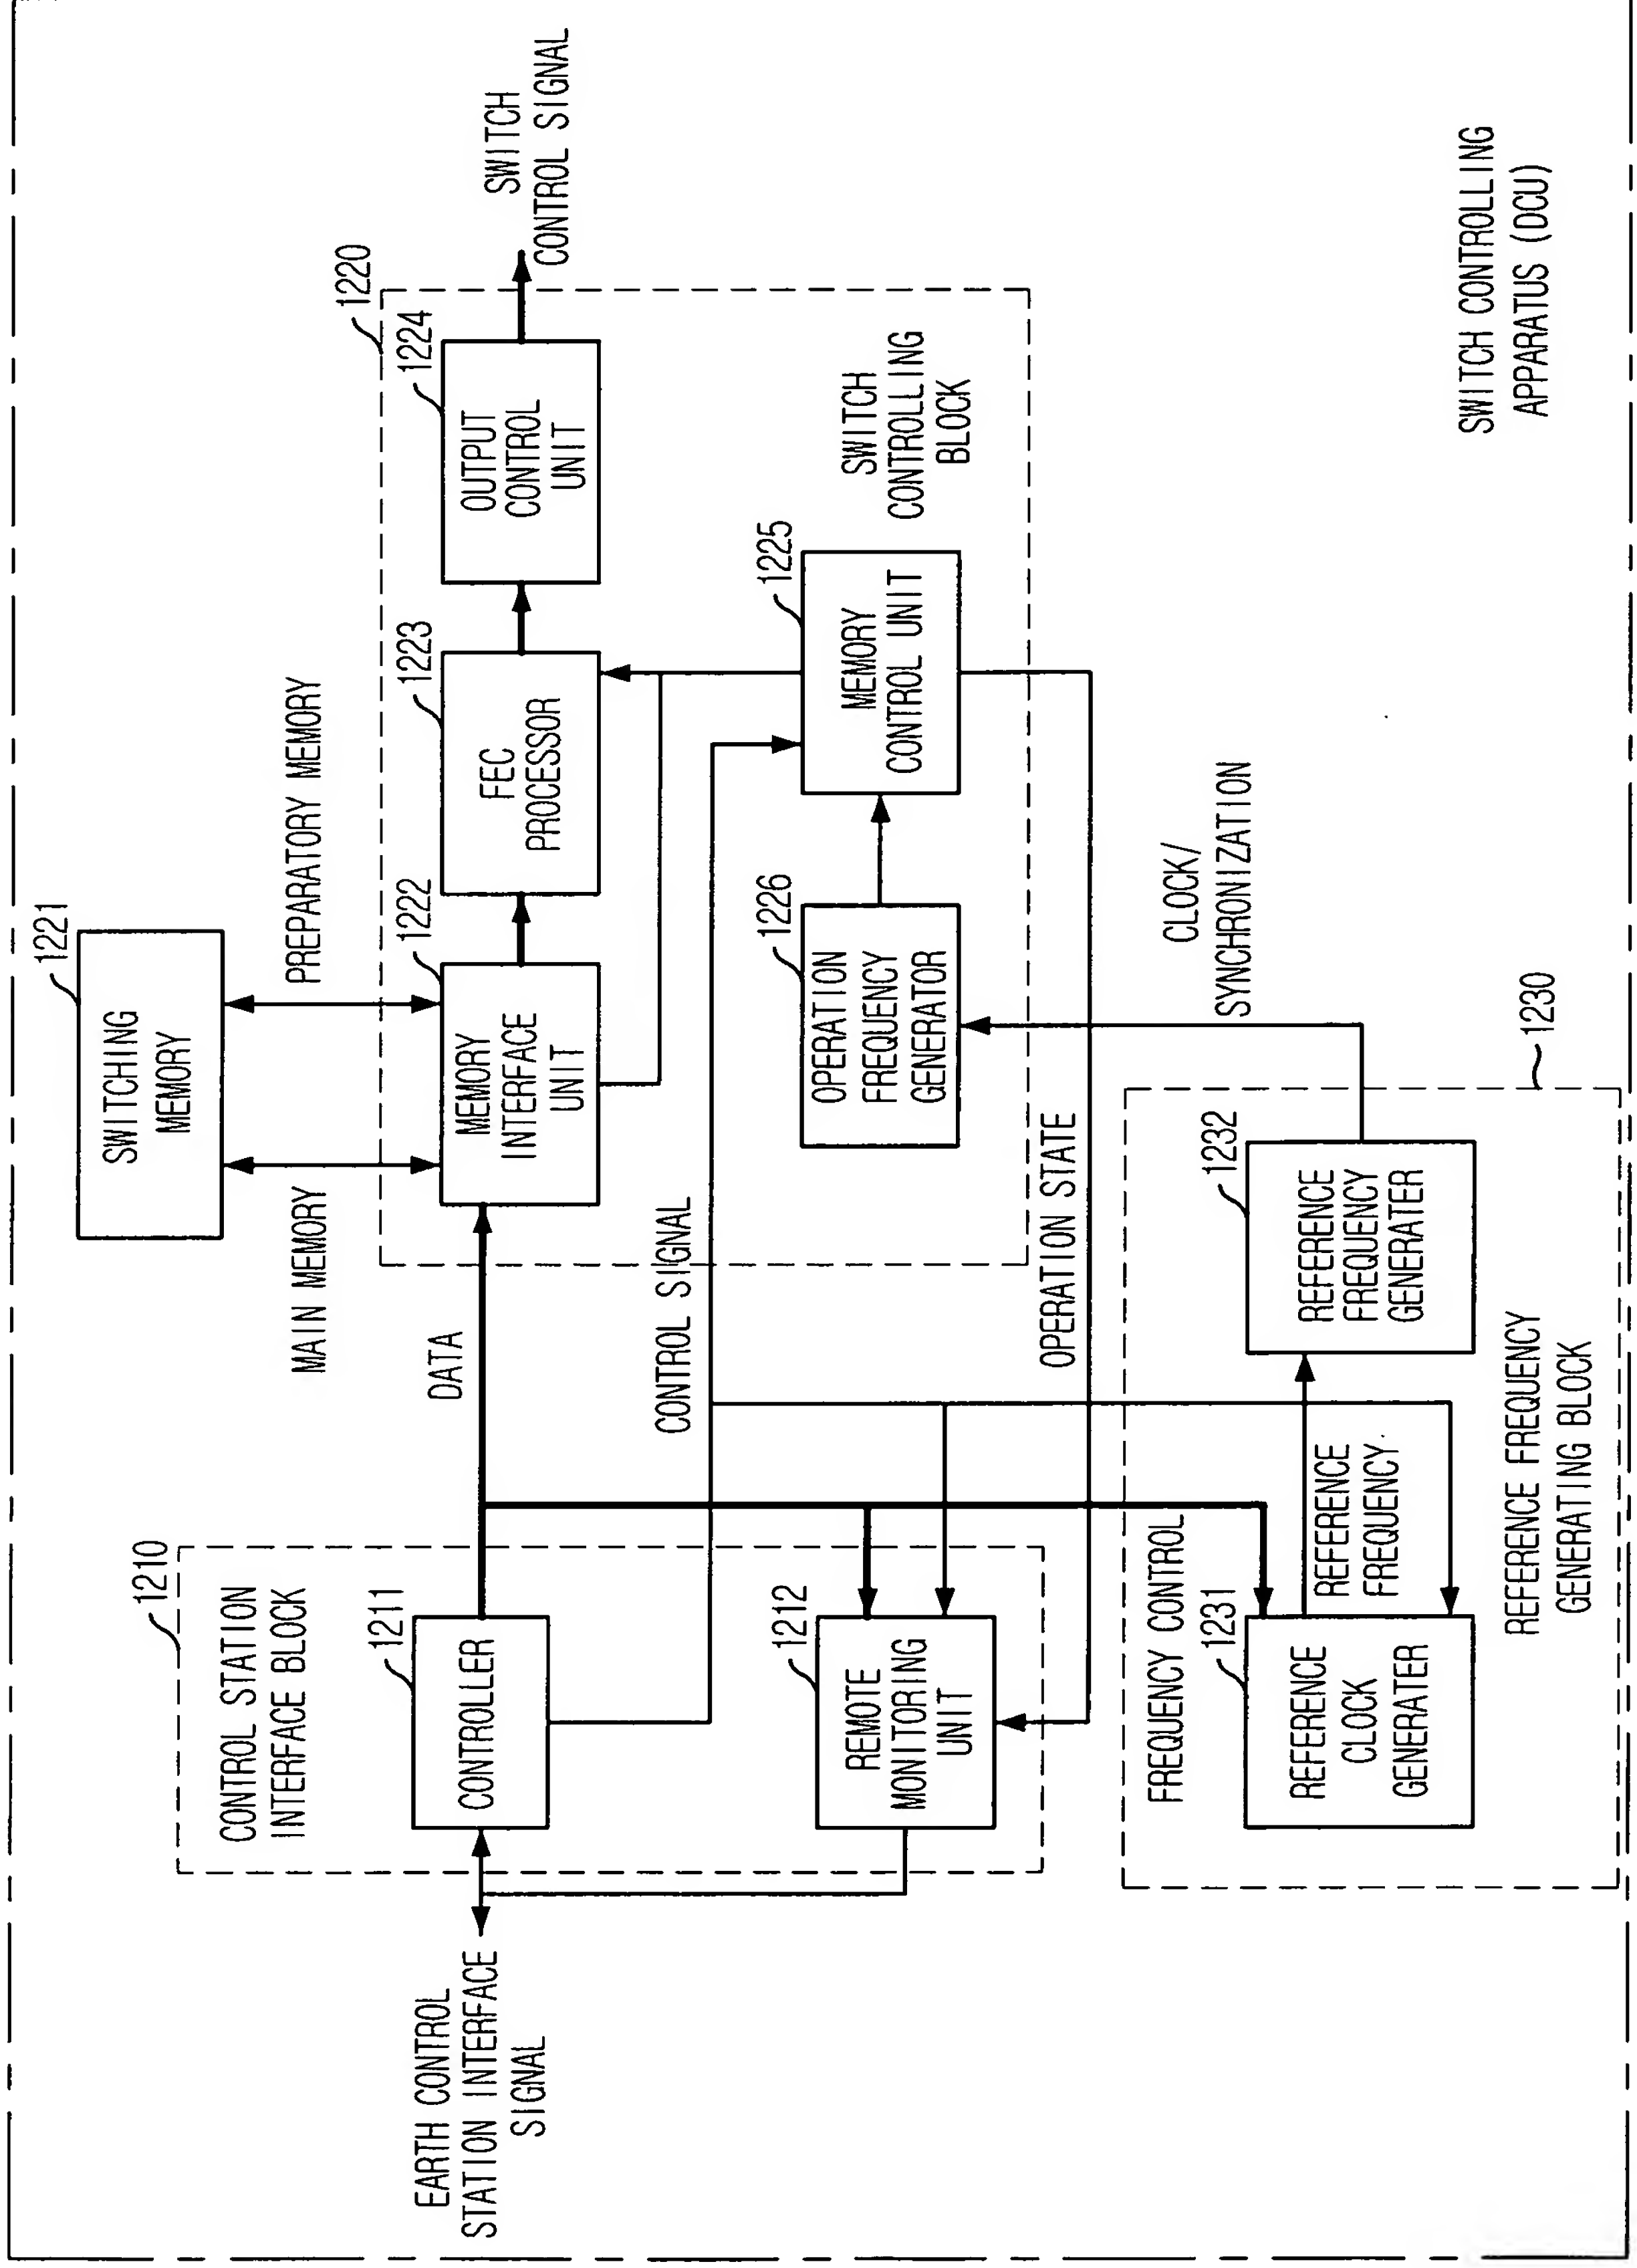 EARTH CONTROL
STATION INTERFACE
SIGNAL
1210
CONTROL STATION
INTERFACE BLOCK
1211
CONTROLLER
1212
REMOTE
MONITORING
UNIT
DATA
CONTROL SIGNAL
OPERATION STATE
MAIN MEMORY
PREPARATORY MEMORY
1221
SWITCHING
MEMORY
1220
1222
MEMORY
INTERFACE
UNIT
1223
FEC
PROCESSOR
1224
OUTPUT
CONTROL
UNIT
SWITCH
CONTROL SIGNAL
1226
OPERATION
FREQUENCY
GENERATOR
1225
MEMORY
CONTROL UNIT
SWITCH
CONTROLLING
BLOCK
CLOCK/
SYNCHRONIZATION
1230
FREQUENCY CONTROL
1231
REFERENCE
CLOCK
GENERATER
REFERENCE
FREQUENCY
1232
REFERENCE
FREQUENCY
GENERATER
REFERENCE FREQUENCY
GENERATING BLOCK
SWITCH CONTROLLING
APPARATUS (DCU)